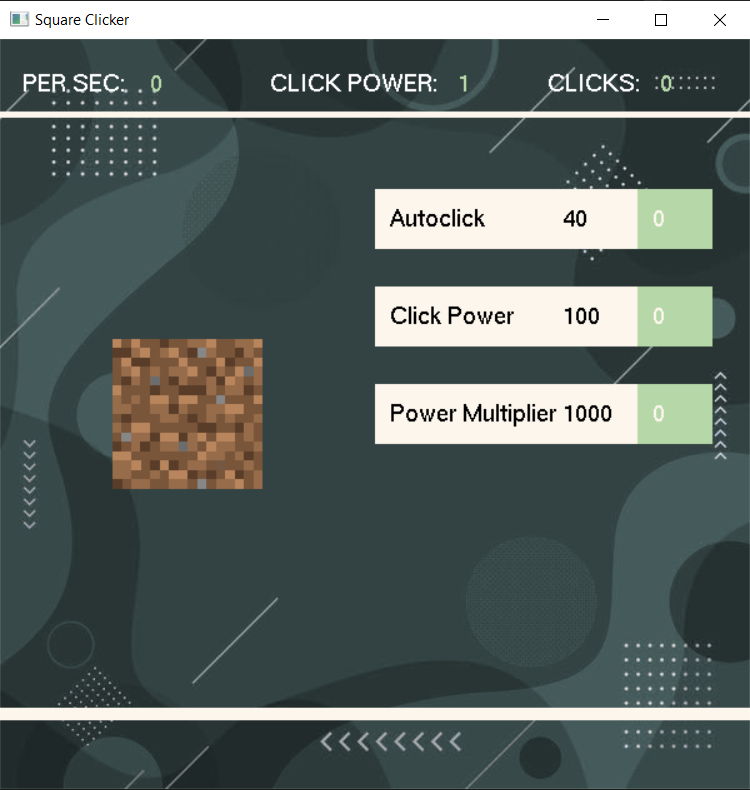 Square Clicker
PER SEC: 0 CLICK POWER: 1 CLICKS: 0
Autoclick 40 0
Click Power 100 0
Power Multiplier 1000 0